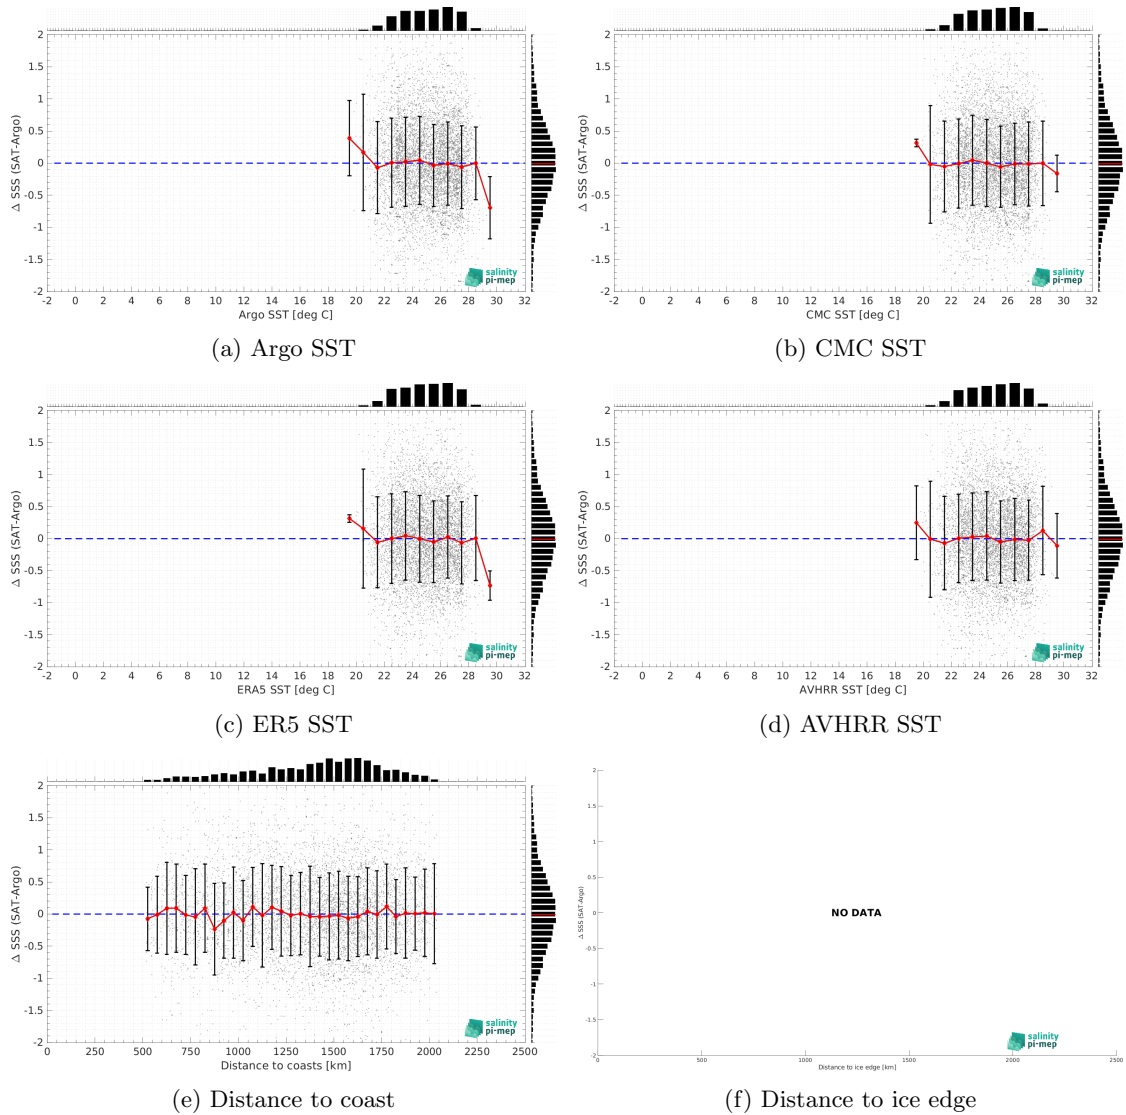 2
1.5
1
0.5
0
-0.5
-1
-1.5
-2
Δ SSS (SAT-Argo)
salinity
pi-mep
-2 0 2 4 6 8 10 12 14 16 18 20 22 24 26 28 30 32
Argo SST [deg C]
(a) Argo SST
2
1.5
1
0.5
0
-0.5
-1
-1.5
-2
Δ SSS (SAT-Argo)
salinity
pi-mep
-2 0 2 4 6 8 10 12 14 16 18 20 22 24 26 28 30 32
CMC SST [deg C]
(b) CMC SST
2
1.5
1
0.5
0
-0.5
-1
-1.5
-2
Δ SSS (SAT-Argo)
salinity
pi-mep
-2 0 2 4 6 8 10 12 14 16 18 20 22 24 26 28 30 32
ERA5 SST [deg C]
(c) ER5 SST
2
1.5
1
0.5
0
-0.5
-1
-1.5
-2
Δ SSS (SAT-Argo)
salinity
pi-mep
-2 0 2 4 6 8 10 12 14 16 18 20 22 24 26 28 30 32
AVHRR SST [deg C]
(d) AVHRR SST
2
1.5
1
0.5
0
-0.5
-1
-1.5
-2
Δ SSS (SAT-Argo)
salinity
pi-mep
0 250 500 750 1000 1250 1500 1750 2000 2250 2500
Distance to coasts [km]
(e) Distance to coast
2
1.5
1
0.5
0
-0.5
-1
-1.5
-2
Δ SSS (SAT-Argo)
NO DATA
salinity
pi-mep
0 500 1000 1500 2000 2500
Distance to ice edge [km]
(f) Distance to ice edge